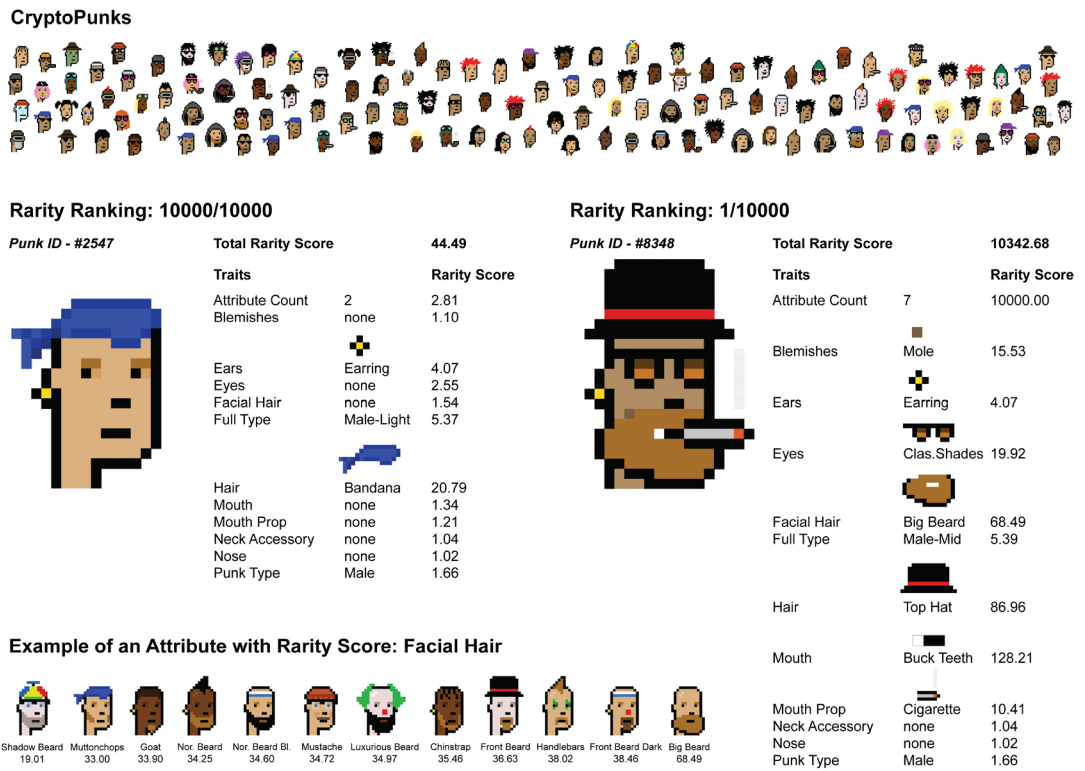 CryptoPunks
Rarity Ranking: 10000/10000
Punk ID - #2547
Total Rarity Score 44.49
Traits Rarity Score
Attribute Count 2 2.81
Blemishes none 1.10
Ears Earring 4.07
Eyes none 2.55
Facial Hair none 1.54
Full Type Male-Light 5.37
Hair Bandana 20.79
Mouth none 1.34
Mouth Prop none 1.21
Neck Accessory none 1.04
Nose none 1.02
Punk Type Male 1.66
Rarity Ranking: 1/10000
Punk ID - #8348
Total Rarity Score 10342.68
Traits Rarity Score
Attribute Count 7 10000.00
Blemishes Mole 15.53
Ears Earring 4.07
Eyes Clas.Shades 19.92
Facial Hair Big Beard 68.49
Full Type Male-Mid 5.39
Hair Top Hat 86.96
Mouth Buck Teeth 128.21
Mouth Prop Cigarette 10.41
Neck Accessory none 1.04
Nose none 1.02
Punk Type Male 1.66
Example of an Attribute with Rarity Score: Facial Hair
Shadow Beard Muttonchops Goat Nor. Beard Nor. Beard Bl. Mustache Luxurious Beard Chinstrap Front Beard Handlebars Front Beard Dark Big Beard
19.01 33.00 33.90 34.25 34.60 34.72 34.97 35.46 36.63 38.02 38.46 68.49